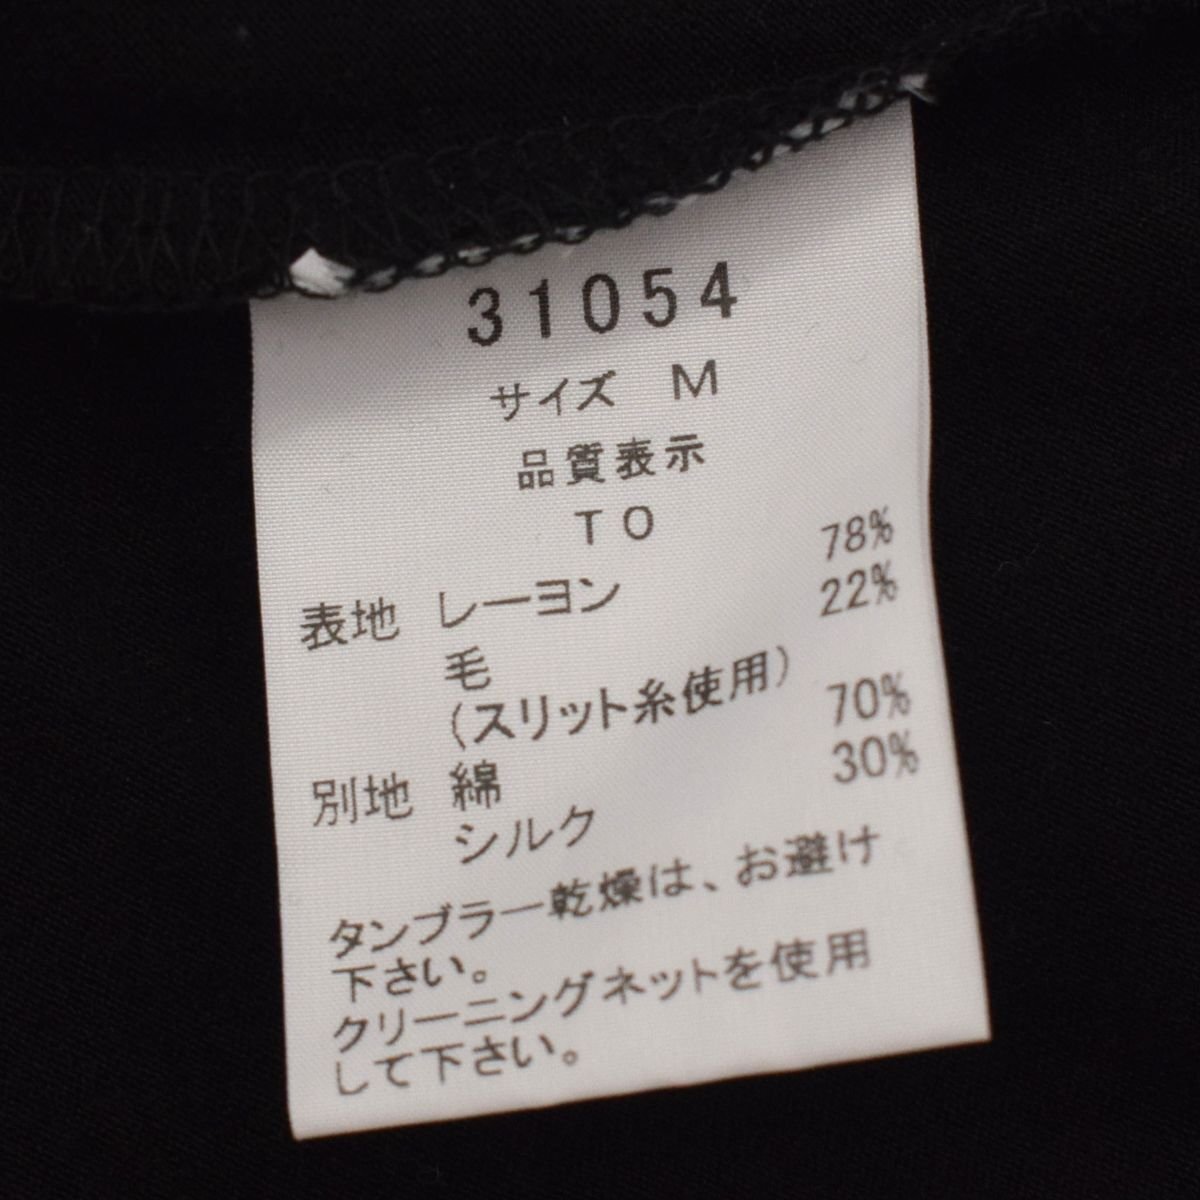 31054
サイズ M
品質表示
TO
表地 レーヨン 78%
毛 22%
(スリット糸使用)
別地 綿 70%
シルク 30%
タンブラー乾燥は、お避け
下さい。
クリーニングネットを使用
して下さい。